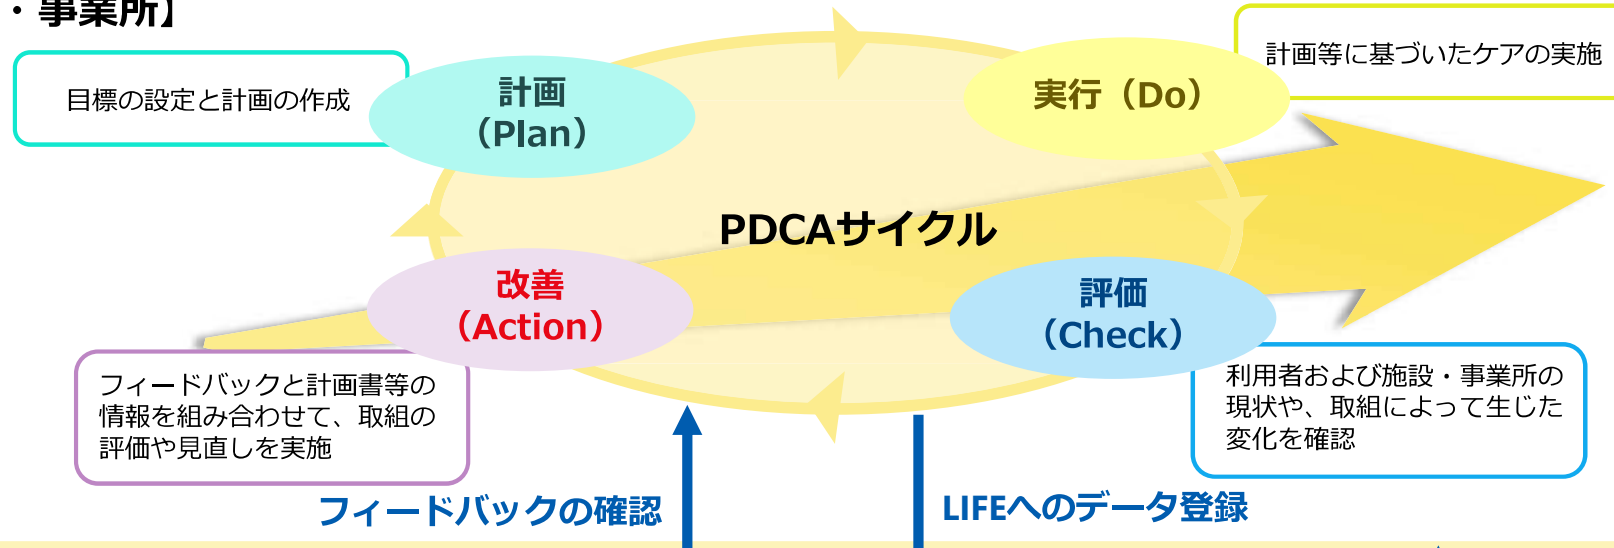 ・事業所】
目標の設定と計画の作成
計画
（Plan）
実行（Do）
計画等に基づいたケアの実施
PDCAサイクル
改善
（Action）
評価
（Check）
フィードバックと計画書等の
情報を組み合わせて、取組の
評価や見直しを実施
利用者および施設・事業所の
現状や、取組によって生じた
変化を確認
フィードバックの確認
LIFEへのデータ登録